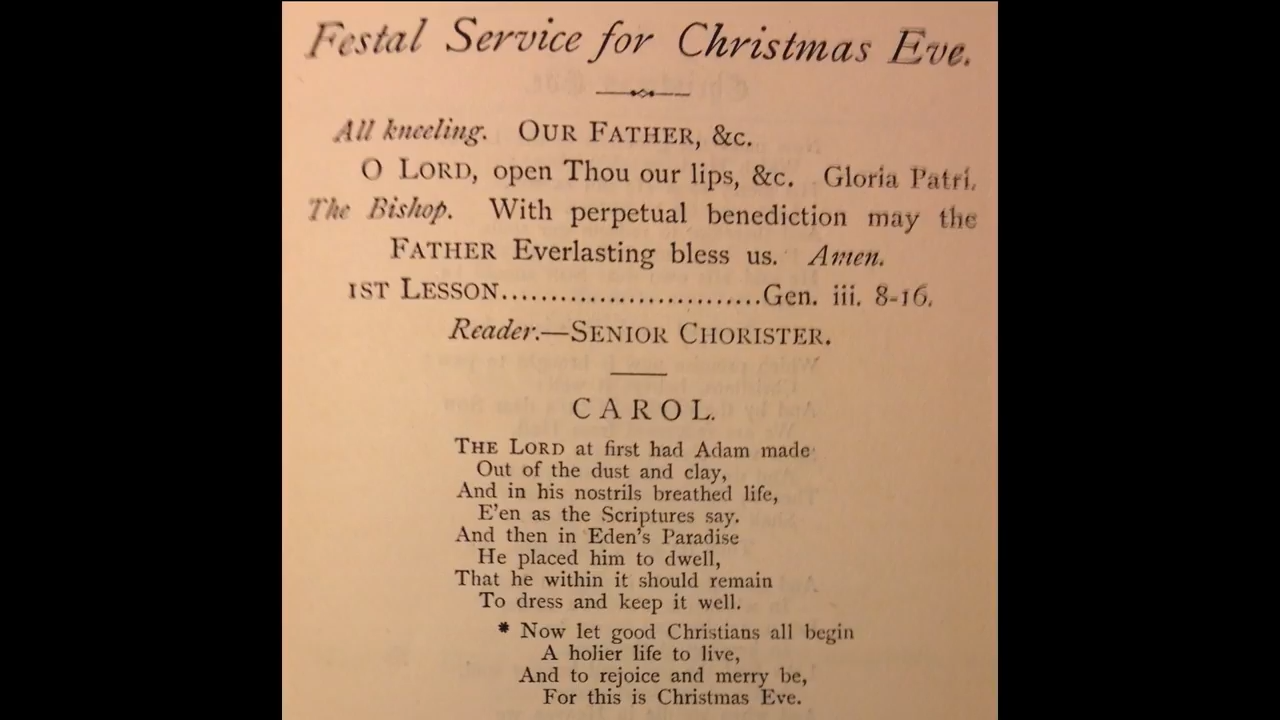 Festal Service for Christmas Eve.
All kneeling. OUR FATHER, &c.
O LORD, open Thou our lips, &c. Gloria Patri.
The Bishop. With perpetual benediction may the
FATHER Everlasting bless us. Amen.
1ST LESSON..........................Gen. iii. 8-16.
Reader.—SENIOR CHORISTER.
CAROL.
THE LORD at first had Adam made
Out of the dust and clay,
And in his nostrils breathed life,
E'en as the Scriptures say.
And then in Eden's Paradise
He placed him to dwell,
That he within it should remain
To dress and keep it well.
* Now let good Christians all begin
A holier life to live,
And to rejoice and merry be,
For this is Christmas Eve.